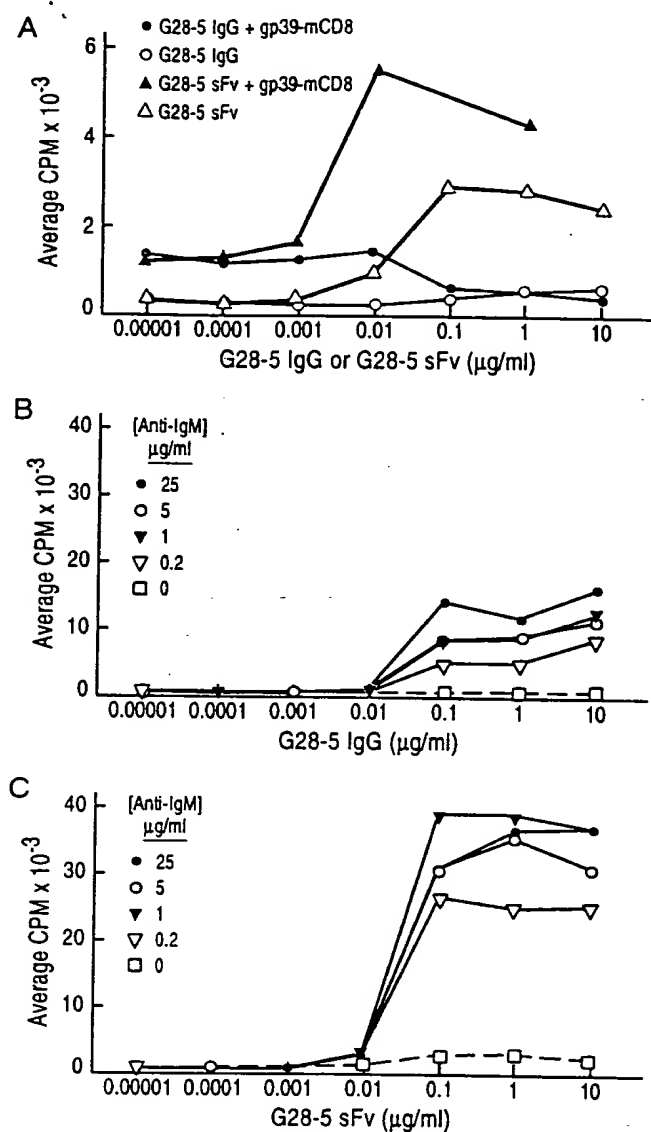 A
G28-5 IgG + gp39-mCD8
G28-5 IgG
G28-5 sFv + gp39-mCD8
G28-5 sFv
Average CPM x 10-3
6
4
2
0
0.00001 0.0001 0.001 0.01 0.1 1 10
G28-5 IgG or G28-5 sFv (μg/ml)
B
[Anti-IgM]
μg/ml
25
5
1
0.2
0
Average CPM x 10-3
40
30
20
10
0
0.00001 0.0001 0.001 0.01 0.1 1 10
G28-5 IgG (μg/ml)
C
[Anti-IgM]
μg/ml
25
5
1
0.2
0
Average CPM x 10-3
40
30
20
10
0
0.00001 0.0001 0.001 0.01 0.1 1 10
G28-5 sFv (μg/ml)